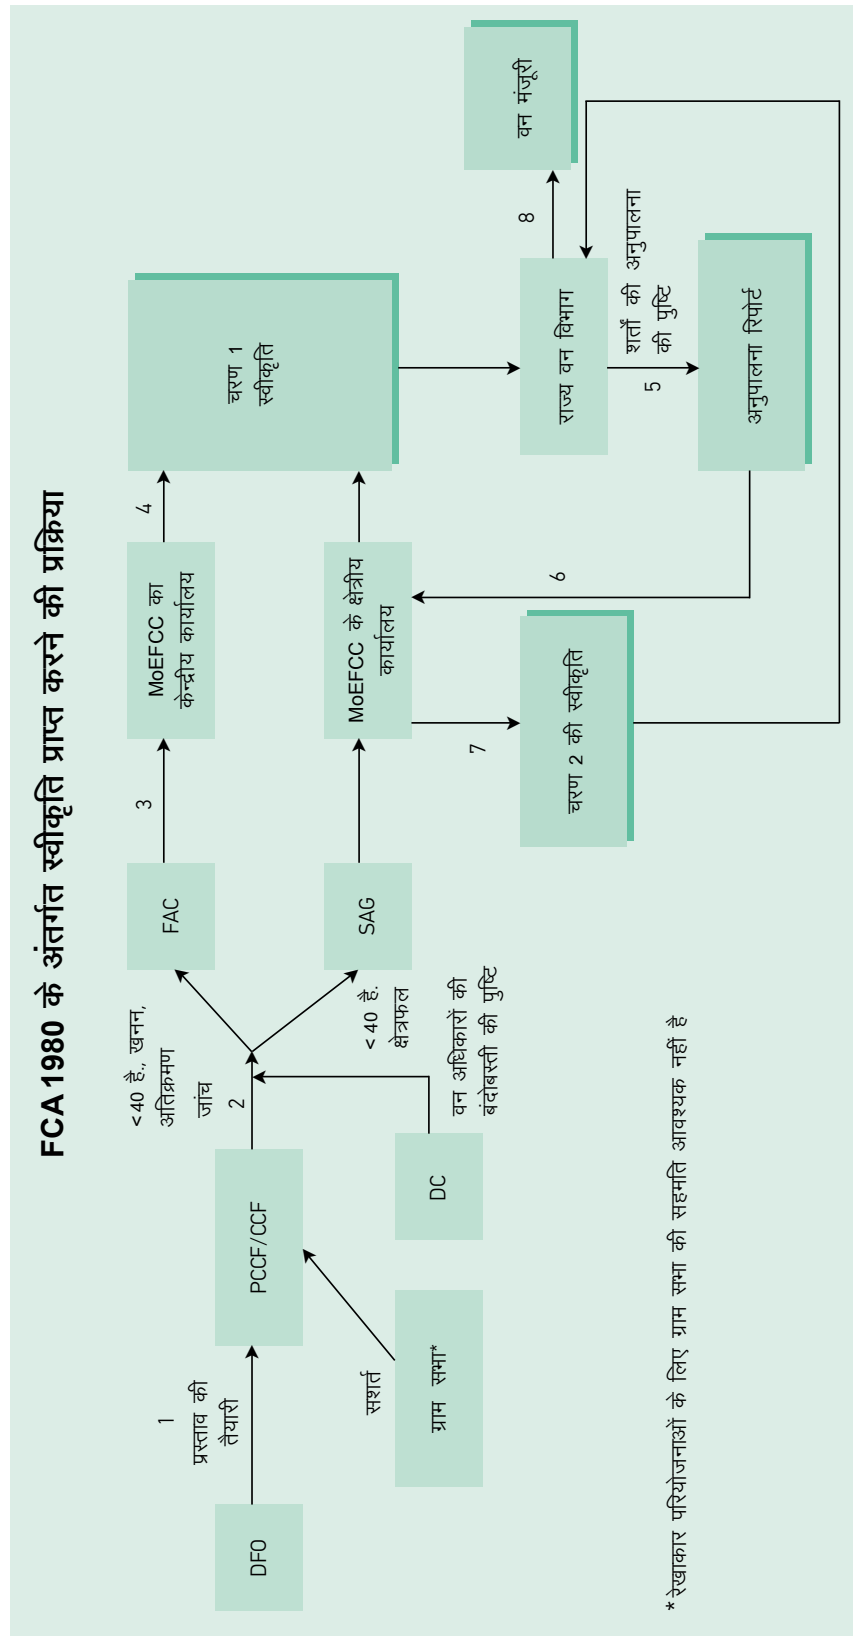 FCA 1980 के अंतर्गत स्वीकृति प्राप्त करने की प्रक्रिया
DFO
1
प्रस्ताव की
तैयारी
PCCF/CCF
ग्राम सभा*
सशर्त
DC
वन अधिकारों की
बंदोबस्ती की पुष्टि
<40 है., खनन,
अतिक्रमण
जांच
2
<40 है.
क्षेत्रफल
FAC
SAG
3
MoEFCC का
केन्द्रीय कार्यालय
MoEFCC के क्षेत्रीय
कार्यालय
4
चरण 1
स्वीकृति
राज्य वन विभाग
5
शर्तों की अनुपालना
की पुष्टि
अनुपालना रिपोर्ट
6
7
चरण 2 की स्वीकृति
8
वन मंजूरी
*रेखाकार परियोजनाओं के लिए ग्राम सभा की सहमति आवश्यक नहीं है